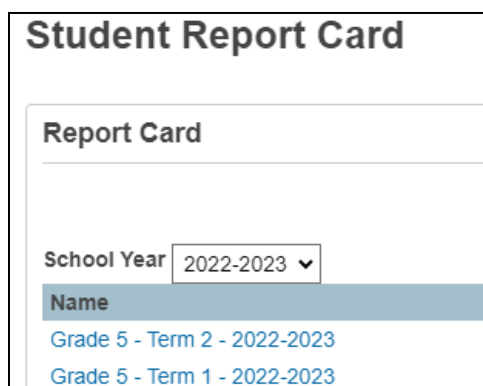 Student Report Card
Report Card
School Year 2022-2023
Name
Grade 5 - Term 2 - 2022-2023
Grade 5 - Term 1 - 2022-2023